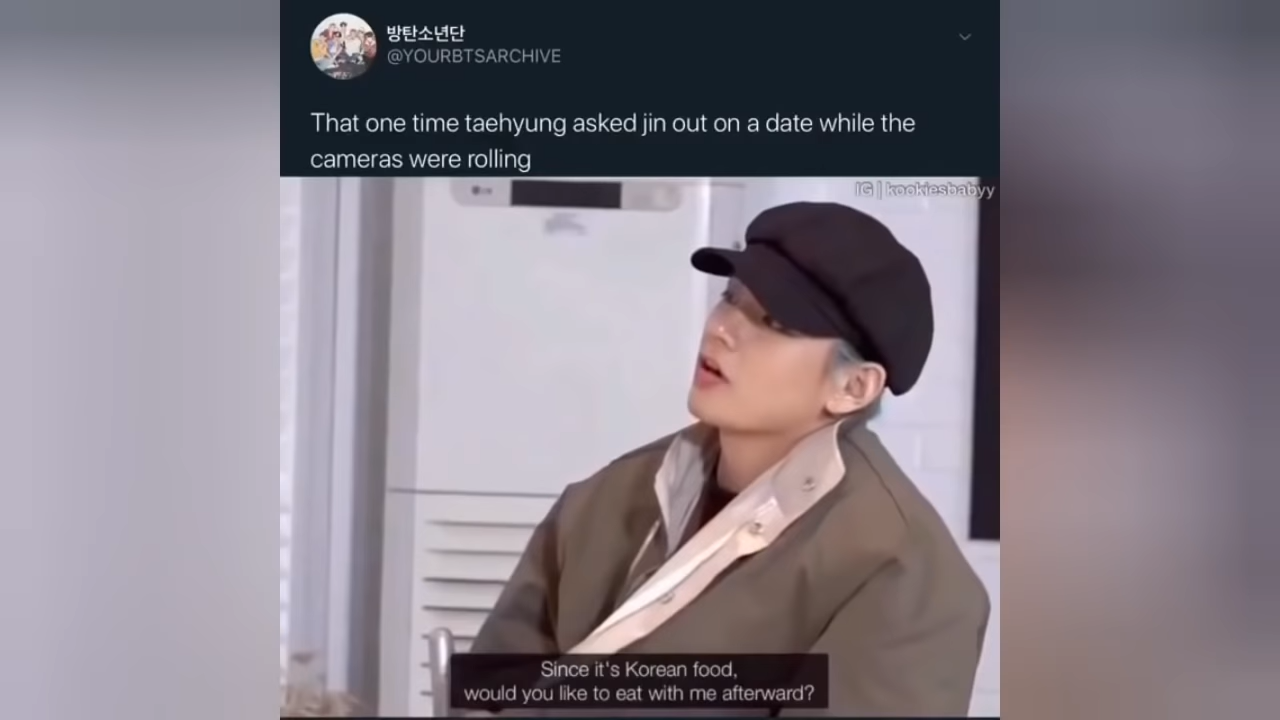 방탄소년단
@YOURBTSARCHIVE
That one time taehyung asked jin out on a date while the
cameras were rolling
IG | kookiesbabyy
LG
Since it's Korean food,
would you like to eat with me afterward?